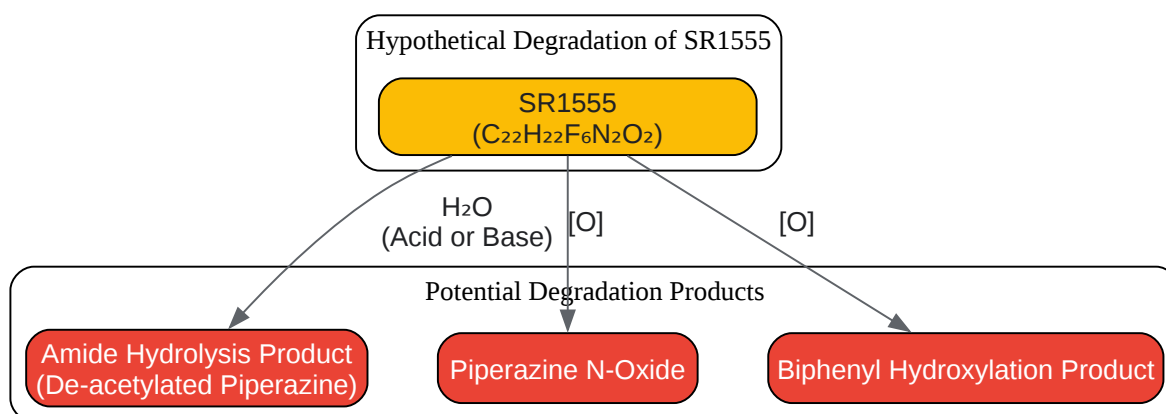 Hypothetical Degradation of SR1555
SR1555
(C₂₂H₂₂F₆N₂O₂)
H₂O
(Acid or Base)
[O]
[O]
Potential Degradation Products
Amide Hydrolysis Product
(De-acetylated Piperazine)
Piperazine N-Oxide
Biphenyl Hydroxylation Product